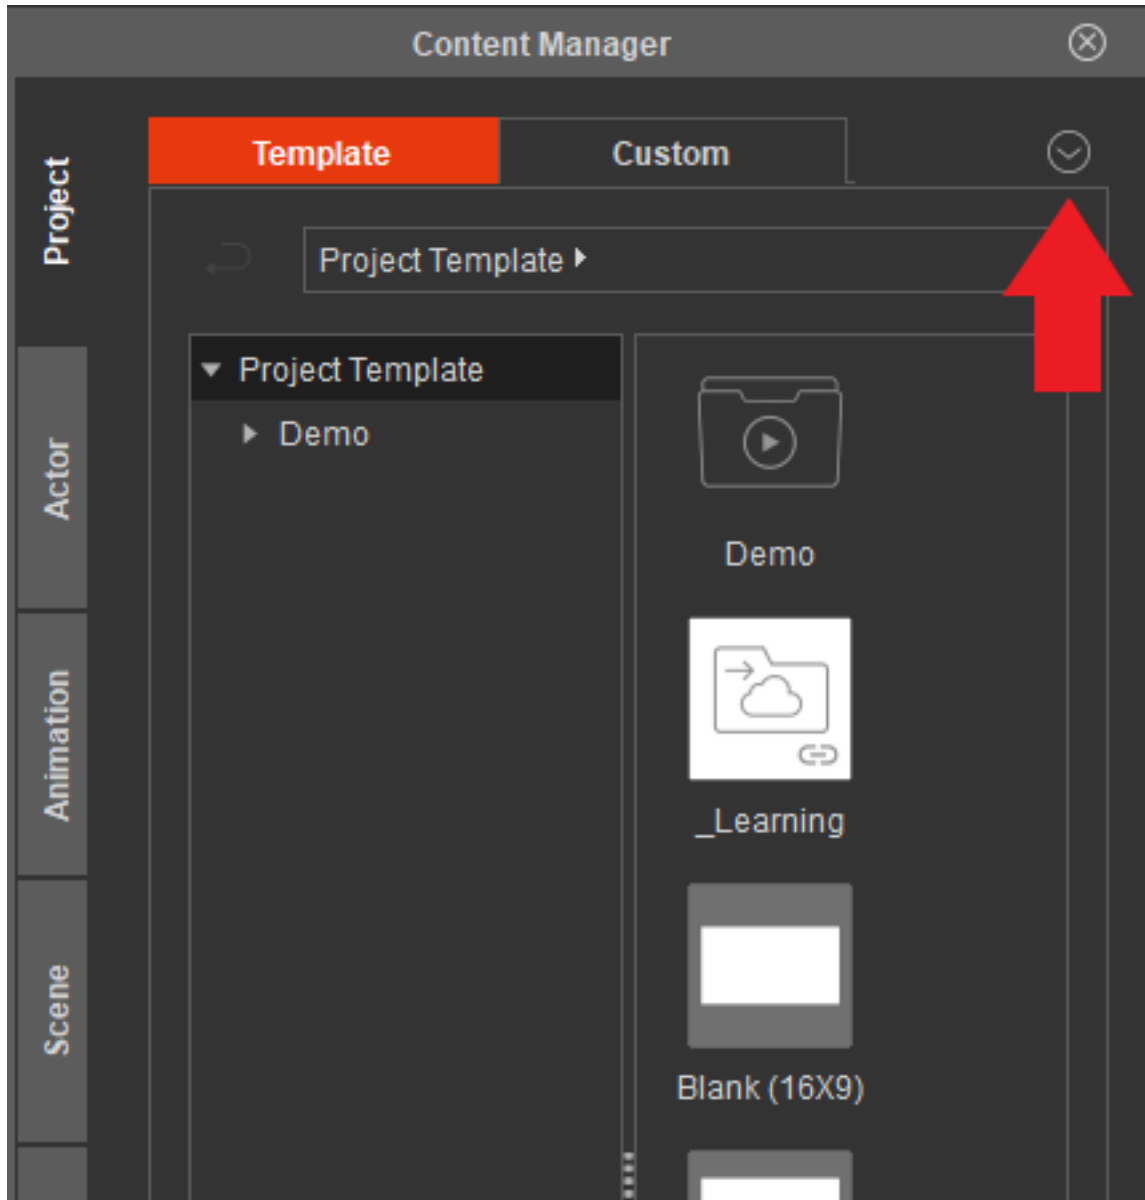 Content Manager
Project
Template
Custom
Project Template
Project Template
Demo
Actor
Demo
Animation
_Learning
Scene
Blank (16X9)